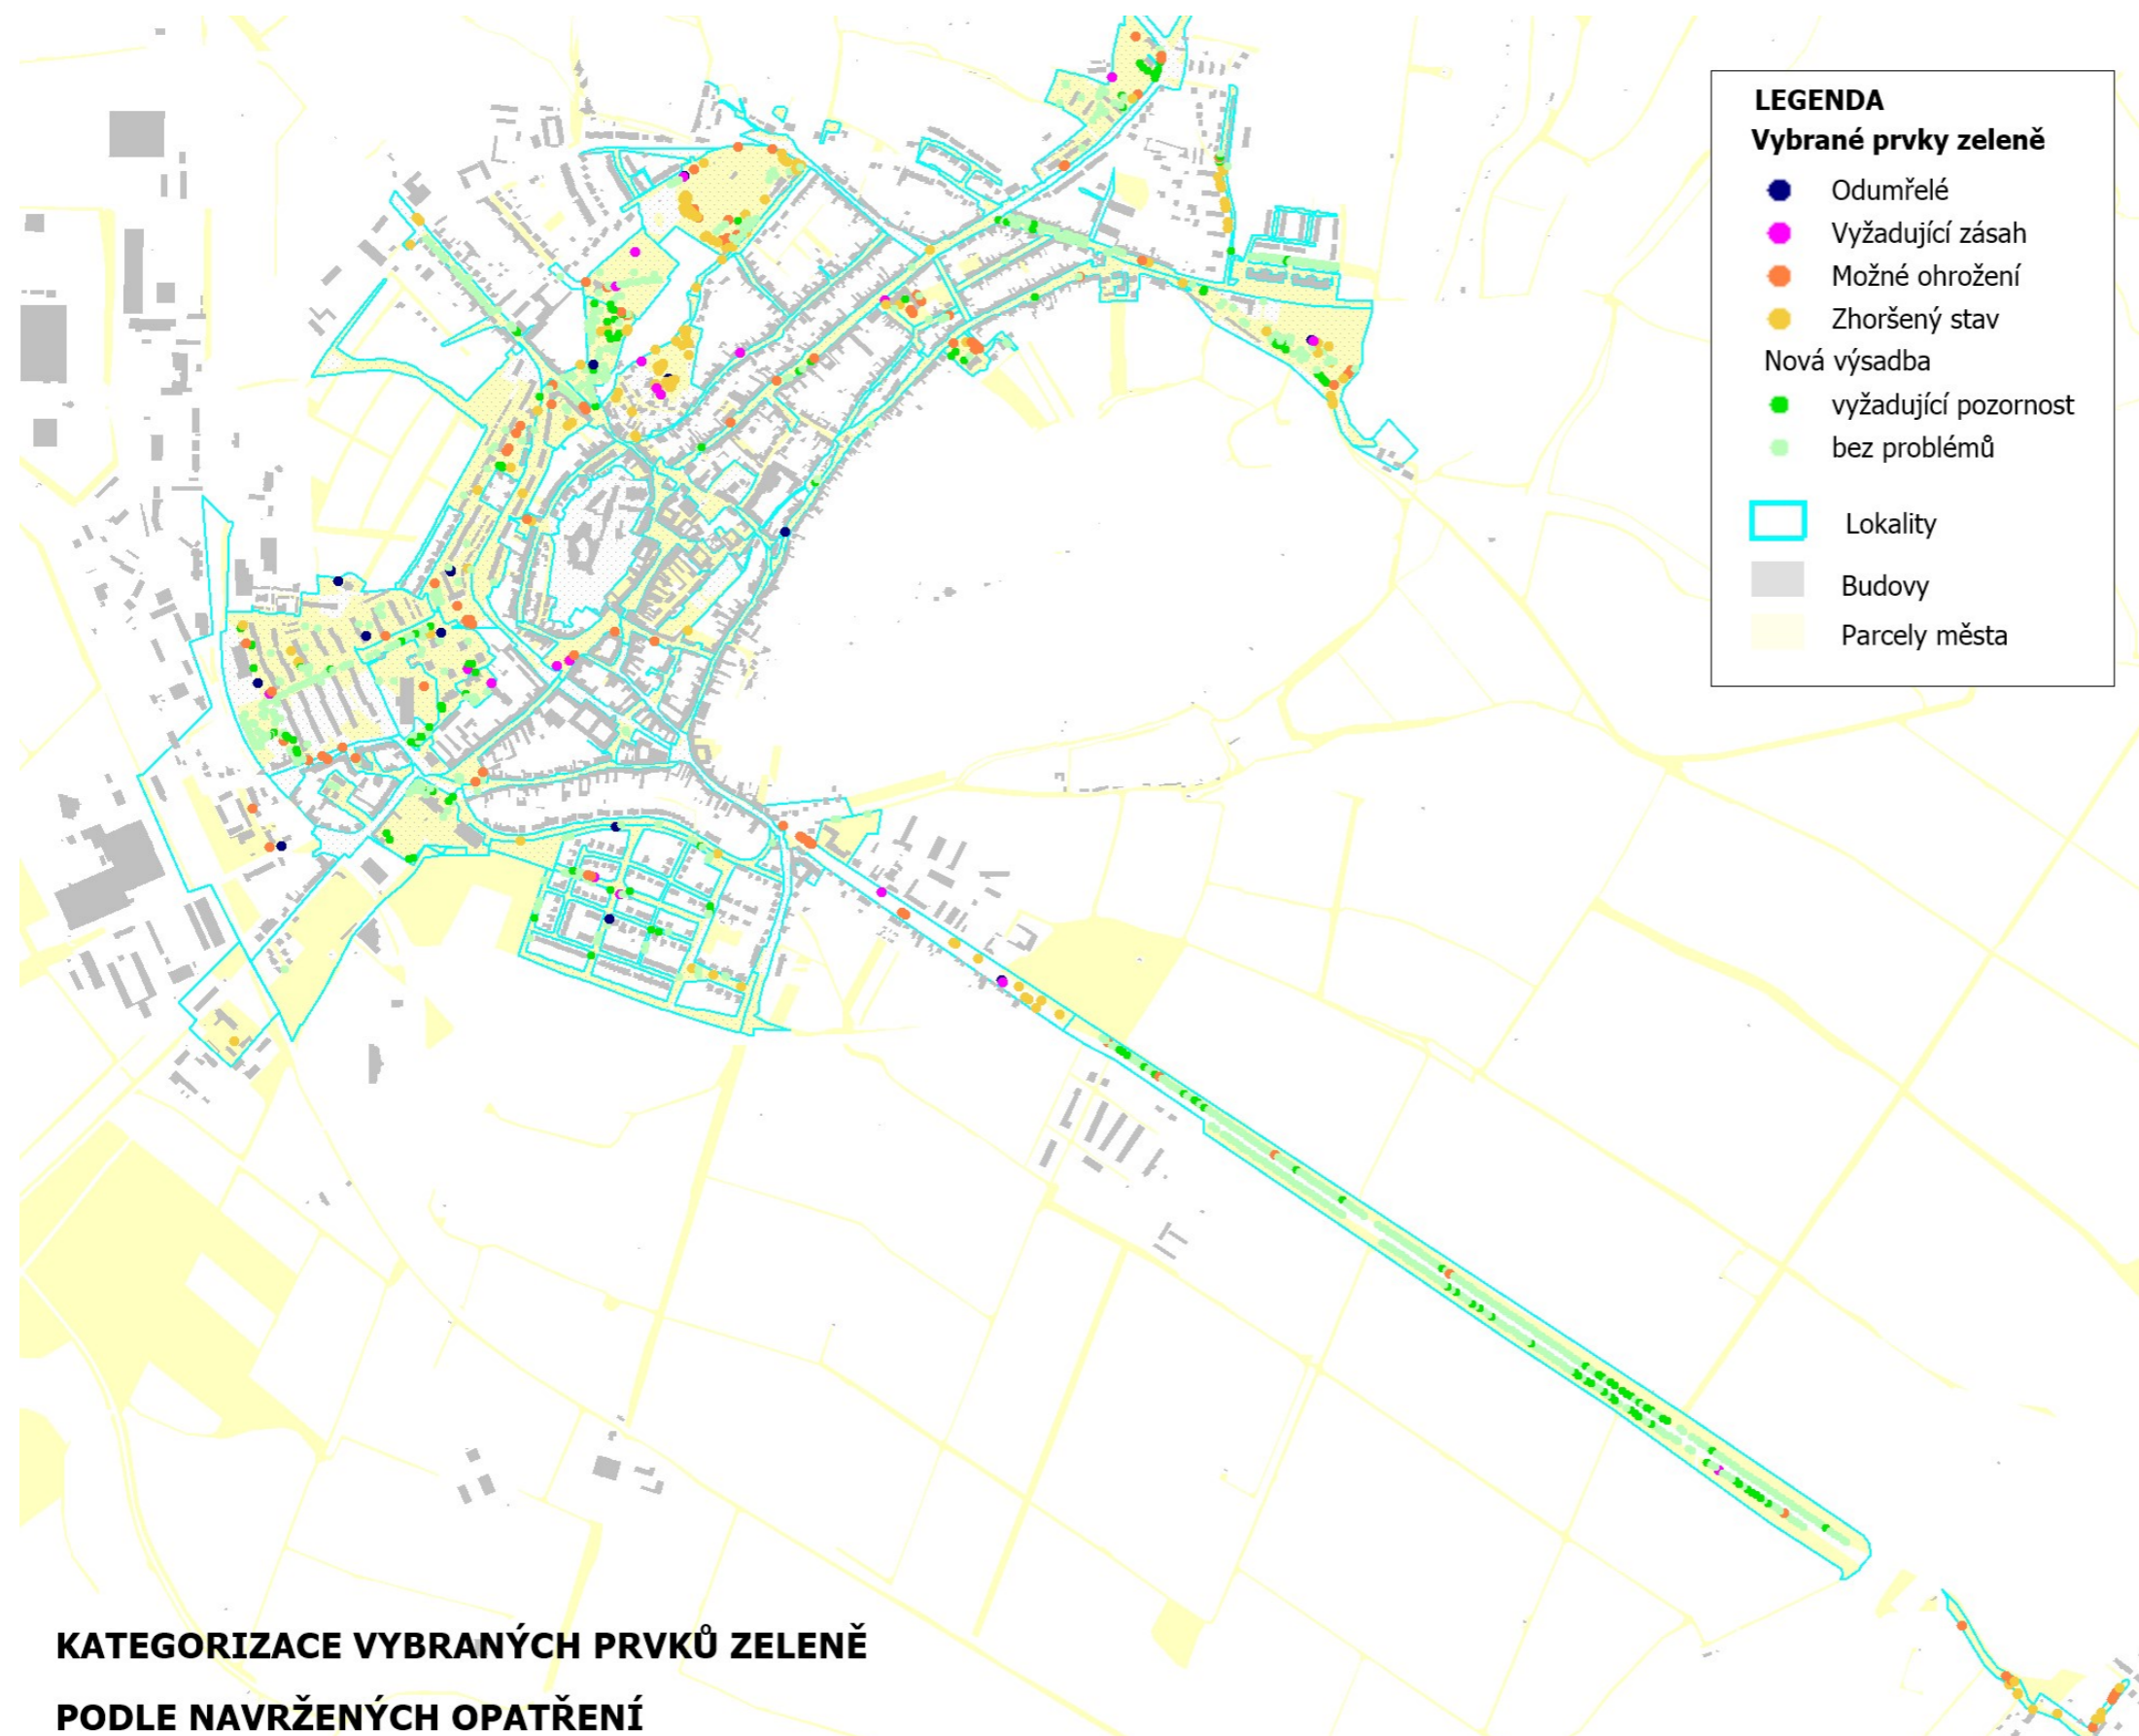 LEGENDA
Vybrané prvky zeleně
Odumřelé
Vyžadující zásah
Možné ohrožení
Zhoršený stav
Nová výsadba
vyžadující pozornost
bez problémů
Lokality
Budovy
Parcely města
KATEGORIZACE VYBRANÝCH PRVKŮ ZELENĚ
PODLE NAVRŽENÝCH OPATŘENÍ